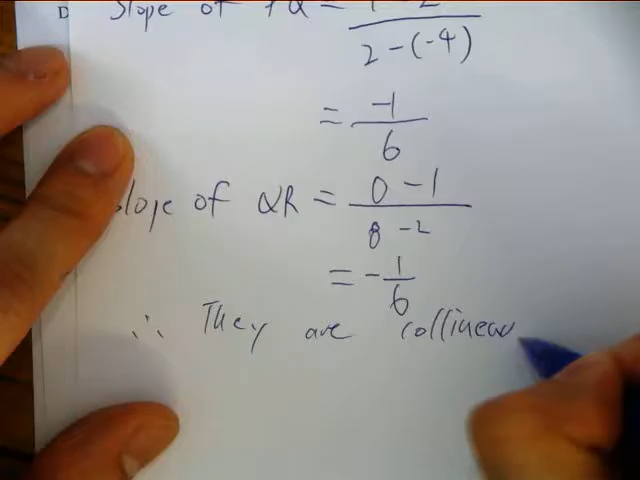 D Slope of PQ = 1-2 / 2-(-4)
= -1/6
Slope of QR = 0-1 / 8-2
= -1/6
∴ They are collinear